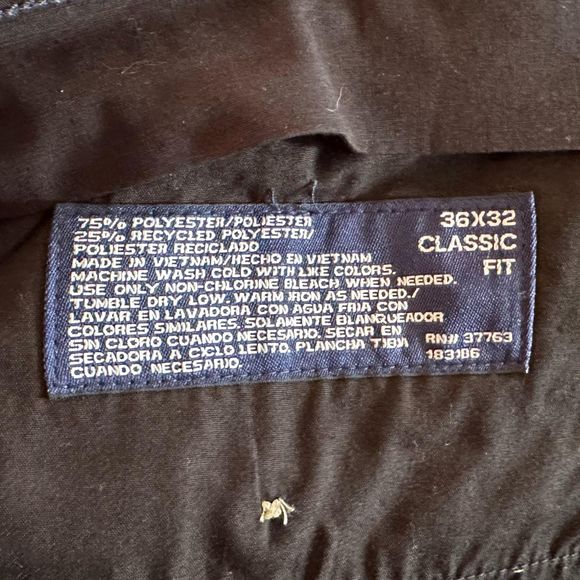 75% POLYESTER/POLIESTER
25% RECYCLED POLYESTER/
POLIESTER RECICLADO
MADE IN VIETNAM/HECHO EN VIETNAM
MACHINE WASH COLD WITH LIKE COLORS.
USE ONLY NON-CHLORINE BLEACH WHEN NEEDED.
TUMBLE DRY LOW. WARM IRON AS NEEDED./
LAVAR EN LAVADORA CON AGUA FRIA CON
COLORES SIMILARES. SOLAMENTE BLANQUEADOR
SIN CLORO CUANDO NECESARIO. SECAR EN
SECADORA A CICLO LENTO. PLANCHA TIBIA
CUANDO NECESARIO.
36X32
CLASSIC
FIT
RN# 37763
183186